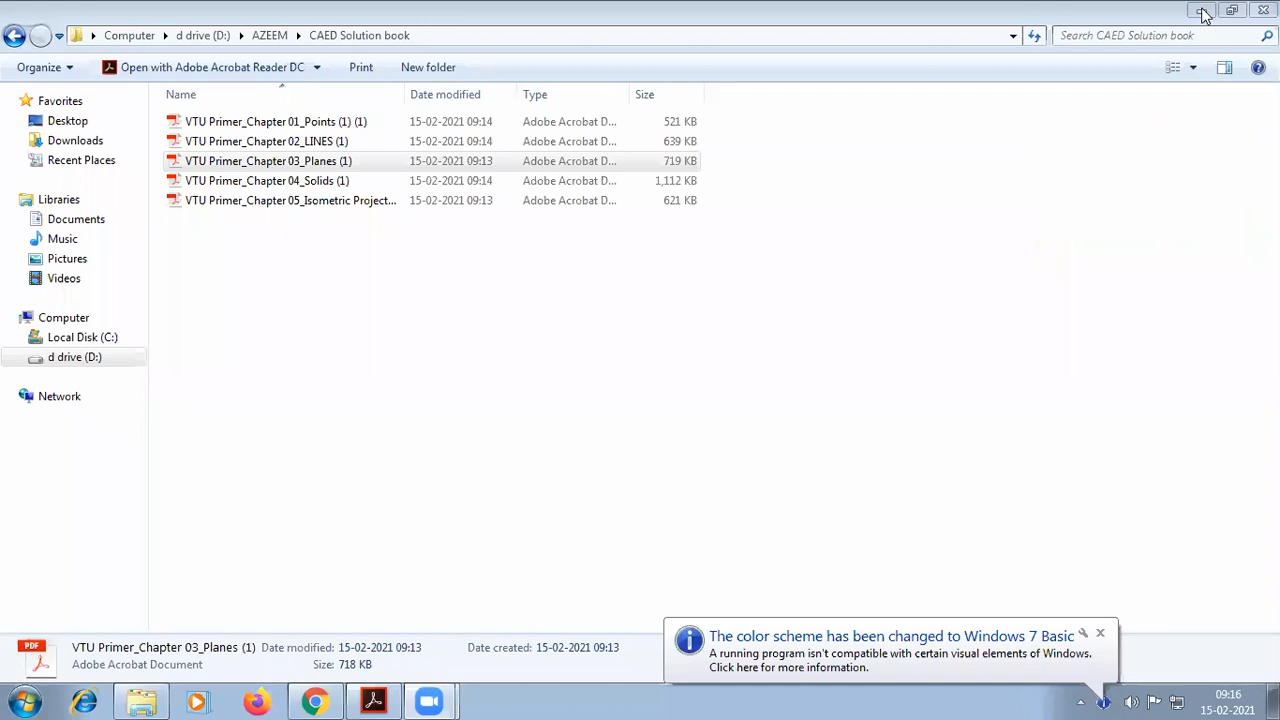 Computer d drive (D:) AZEEM CAED Solution book
Search CAED Solution book
Organize Open with Adobe Acrobat Reader DC Print New folder
Name Date modified Type Size
Favorites
Desktop
Downloads
Recent Places
Libraries
Documents
Music
Pictures
Videos
Computer
Local Disk (C:)
d drive (D:)
Network
VTU Primer_Chapter 01_Points (1) (1) 15-02-2021 09:14 Adobe Acrobat D... 521 KB
VTU Primer_Chapter 02_LINES (1) 15-02-2021 09:14 Adobe Acrobat D... 639 KB
VTU Primer_Chapter 03_Planes (1) 15-02-2021 09:13 Adobe Acrobat D... 719 KB
VTU Primer_Chapter 04_Solids (1) 15-02-2021 09:14 Adobe Acrobat D... 1,112 KB
VTU Primer_Chapter 05_Isometric Project... 15-02-2021 09:13 Adobe Acrobat D... 621 KB
PDF
VTU Primer_Chapter 03_Planes (1) Date modified: 15-02-2021 09:13 Date created: 15-02-2021 09:13
Adobe Acrobat Document Size: 718 KB
The color scheme has been changed to Windows 7 Basic
A running program isn't compatible with certain visual elements of Windows.
Click here for more information.
09:16
15-02-2021